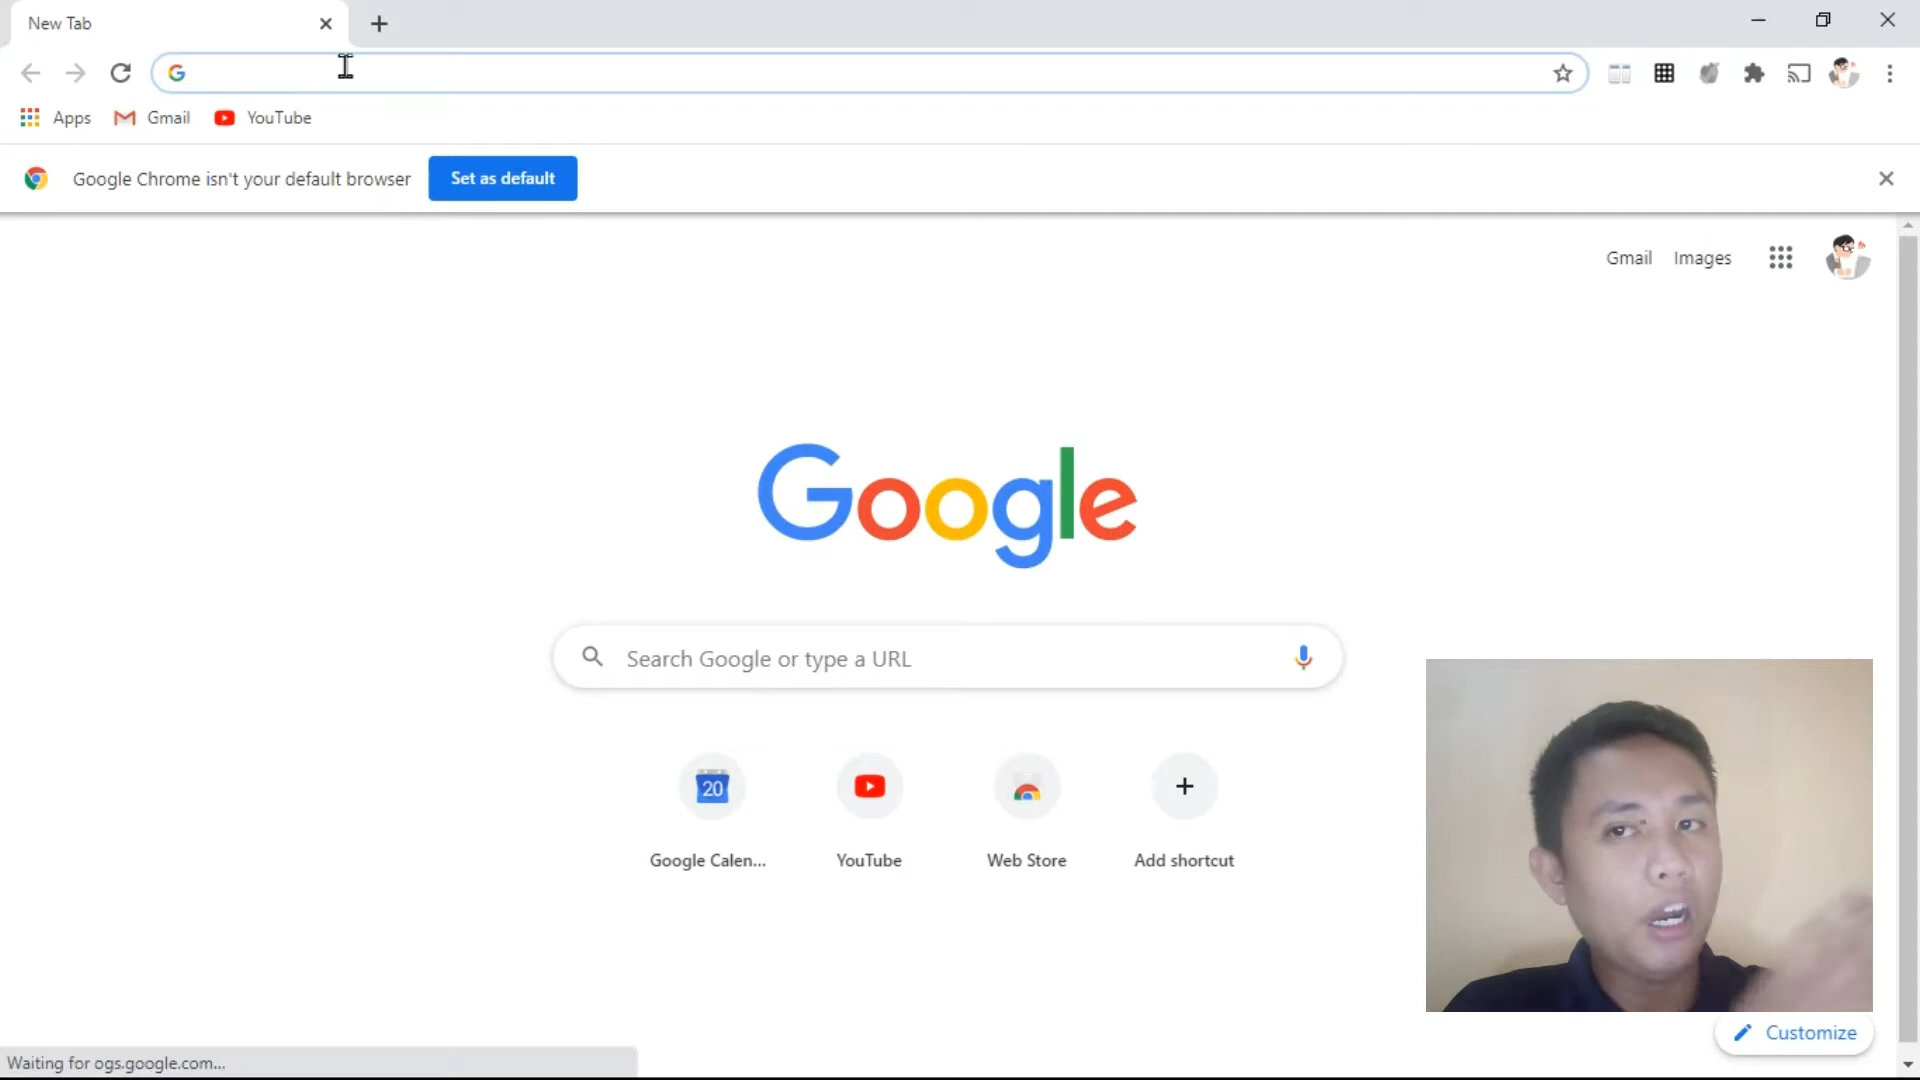 New Tab
Apps Gmail YouTube
Google Chrome isn't your default browser Set as default
Gmail Images
Google
Search Google or type a URL
20
Google Calen... YouTube Web Store Add shortcut
Customize
Waiting for ogs.google.com...